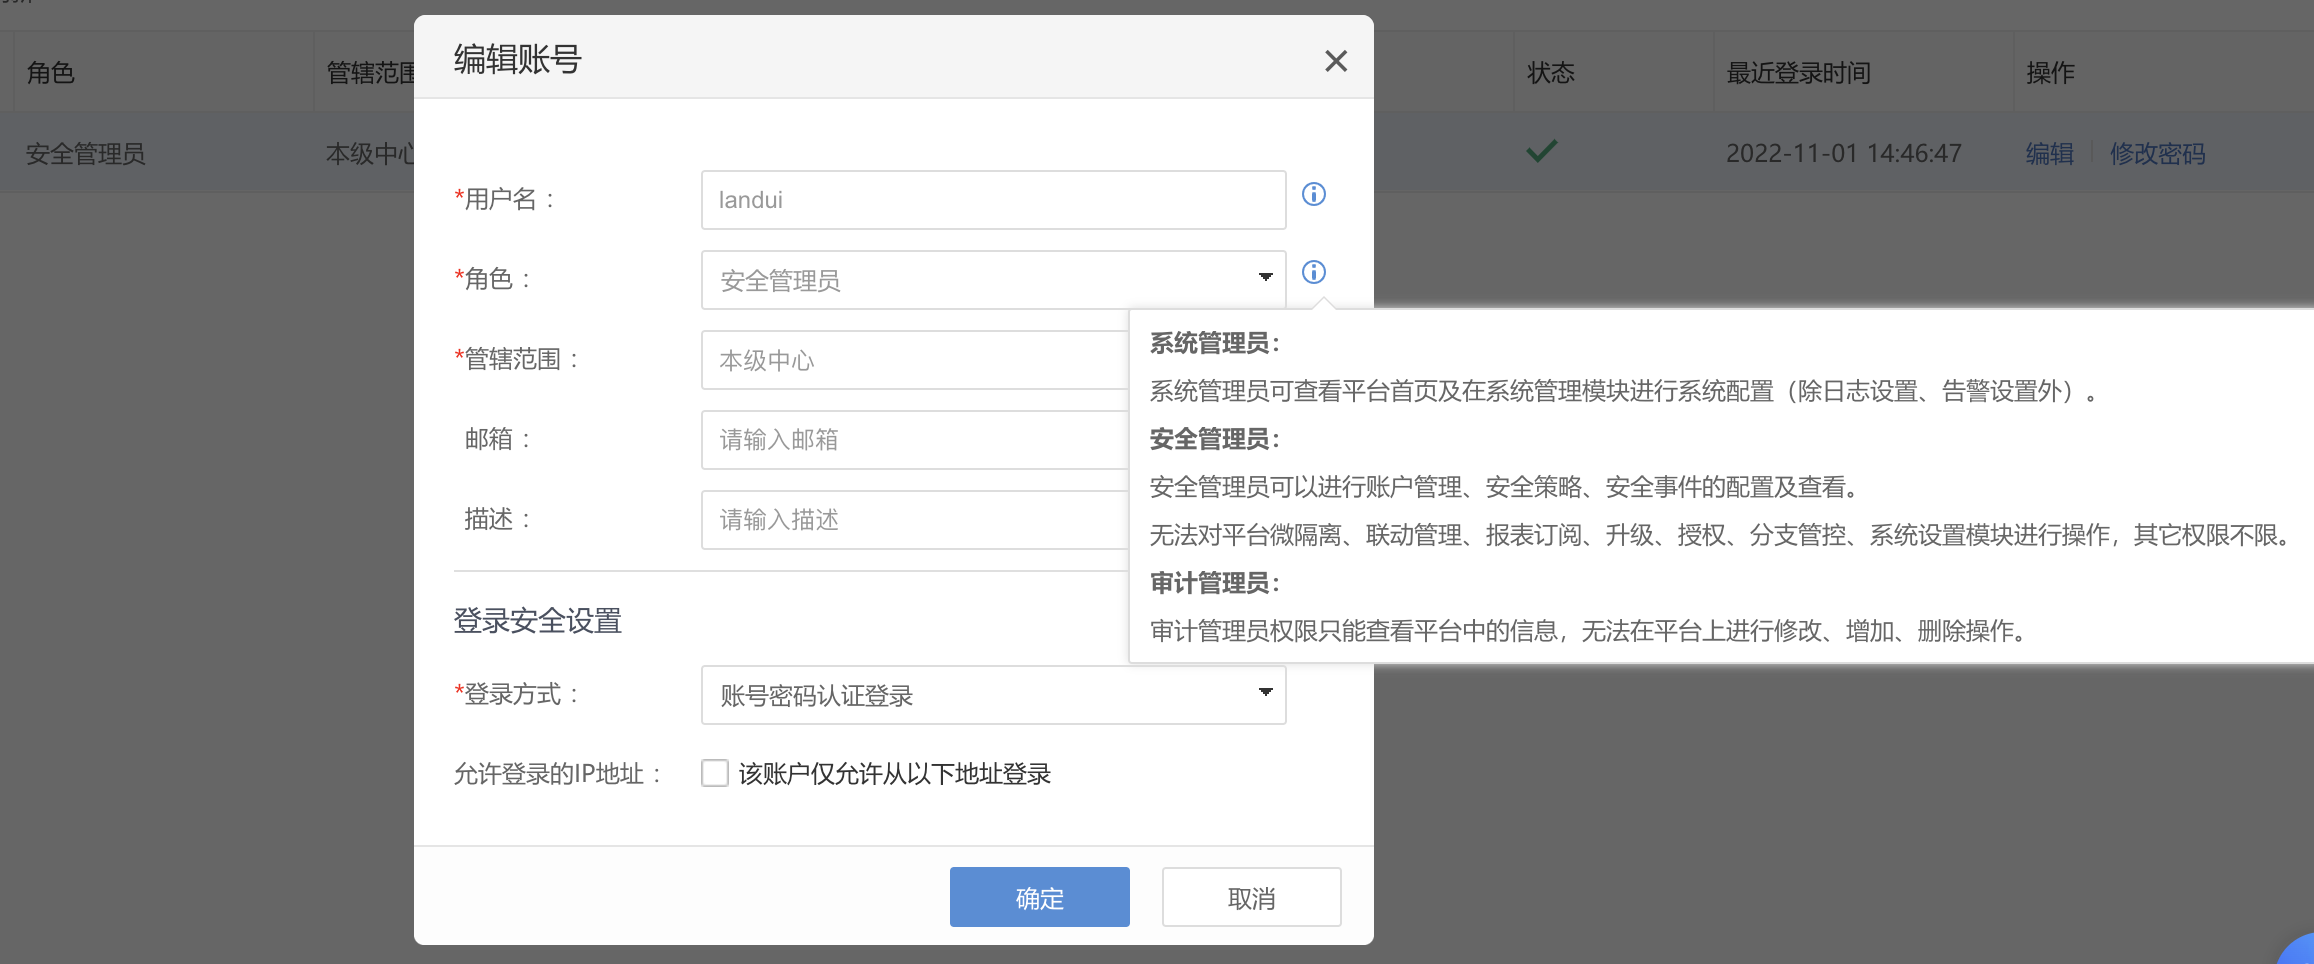 编辑账号
角色
管辖范围
状态
最近登录时间
操作
安全管理员
本级中心
2022-11-01 14:46:47
编辑
修改密码
*用户名：
landui
*角色：
安全管理员
*管辖范围：
本级中心
邮箱：
请输入邮箱
描述：
请输入描述
系统管理员：
系统管理员可查看平台首页及在系统管理模块进行系统配置（除日志设置、告警设置外）。
安全管理员：
安全管理员可以进行账户管理、安全策略、安全事件的配置及查看。
无法对平台微隔离、联动管理、报表订阅、升级、授权、分支管控、系统设置模块进行操作，其它权限不限。
审计管理员：
审计管理员权限只能查看平台中的信息，无法在平台上进行修改、增加、删除操作。
登录安全设置
*登录方式：
账号密码认证登录
允许登录的IP地址：
该账户仅允许从以下地址登录
确定
取消